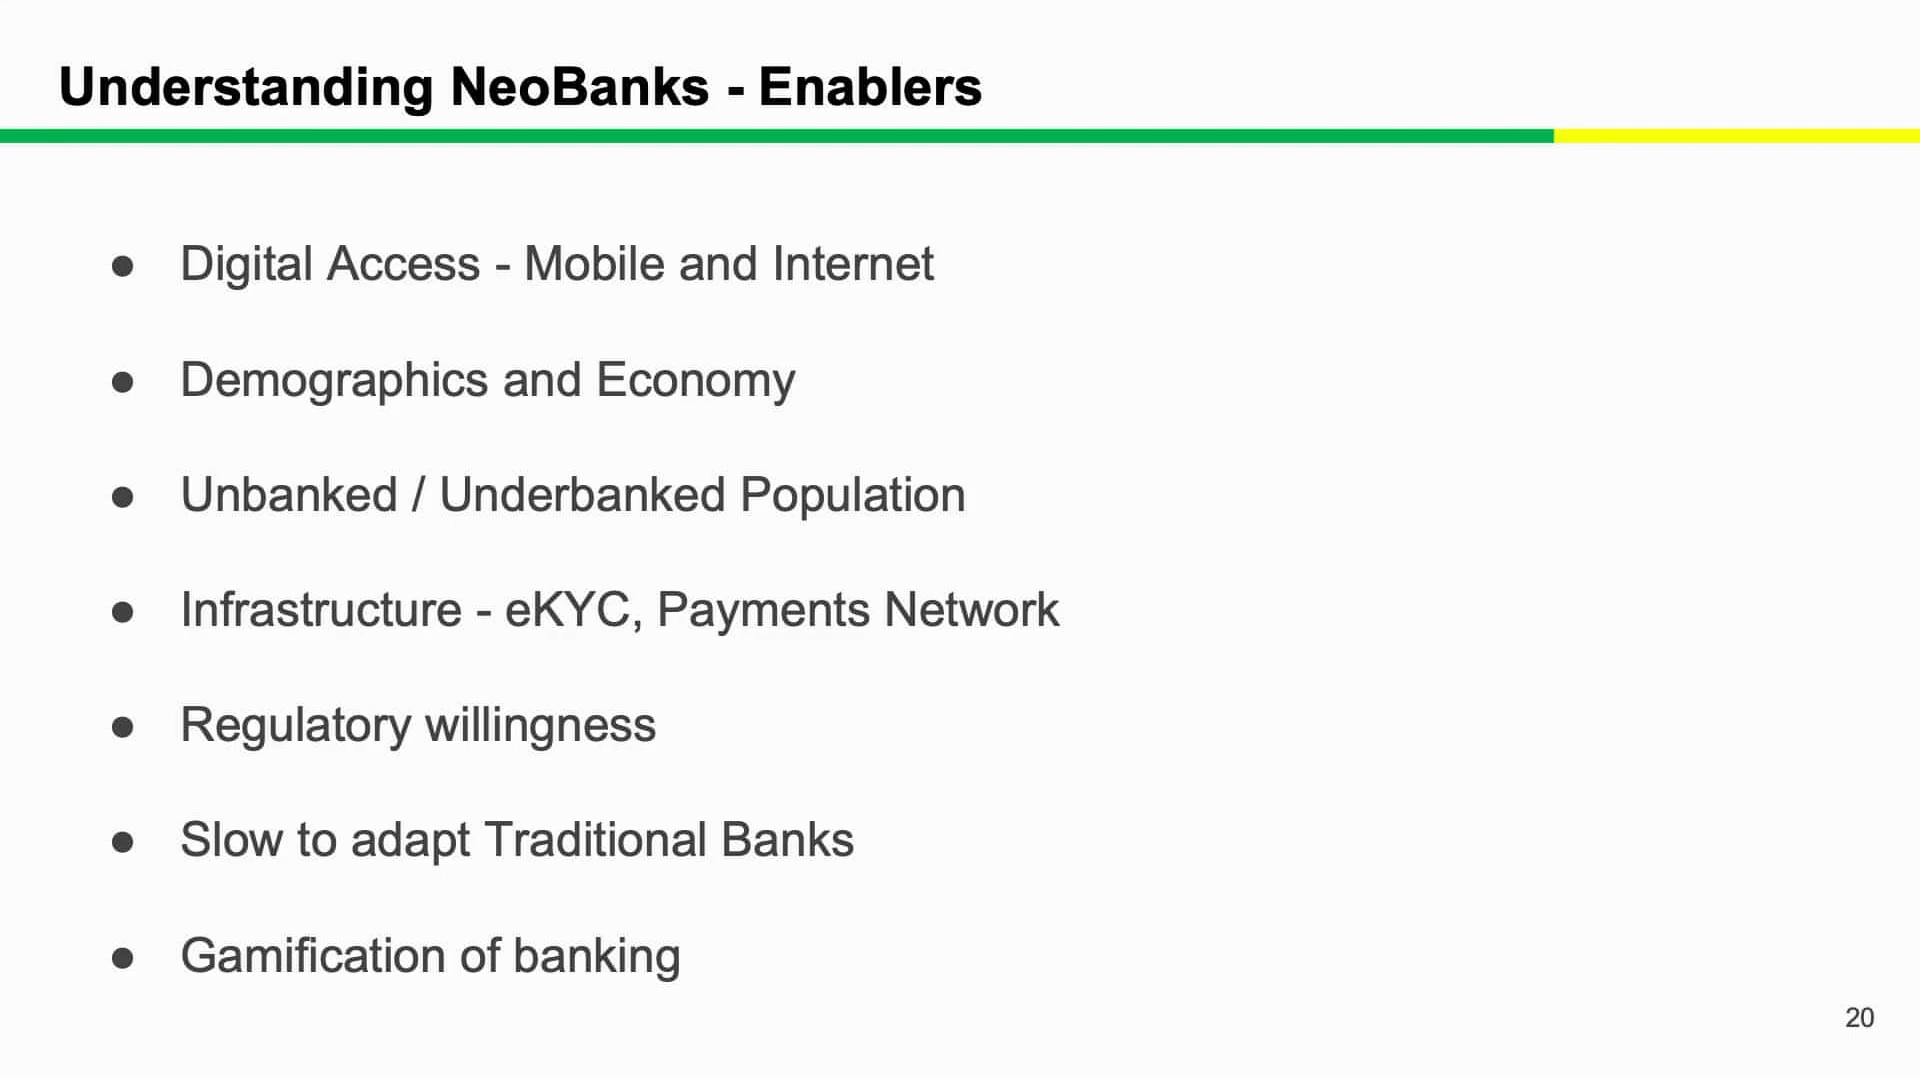 Understanding NeoBanks - Enablers
● Digital Access - Mobile and Internet
● Demographics and Economy
● Unbanked / Underbanked Population
● Infrastructure - eKYC, Payments Network
● Regulatory willingness
● Slow to adapt Traditional Banks
● Gamification of banking
20